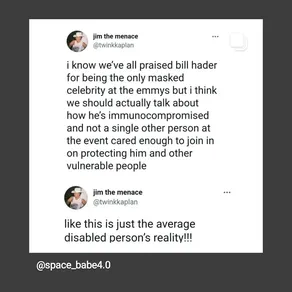 jim the menace
@twinkkaplan
i know we've all praised bill hader
for being the only masked
celebrity at the emmys but i think
we should actually talk about
how he's immunocompromised
and not a single other person at
the event cared enough to join in
on protecting him and other
vulnerable people
jim the menace
@twinkkaplan
like this is just the average
disabled person's reality!!!
@space_babe4.0